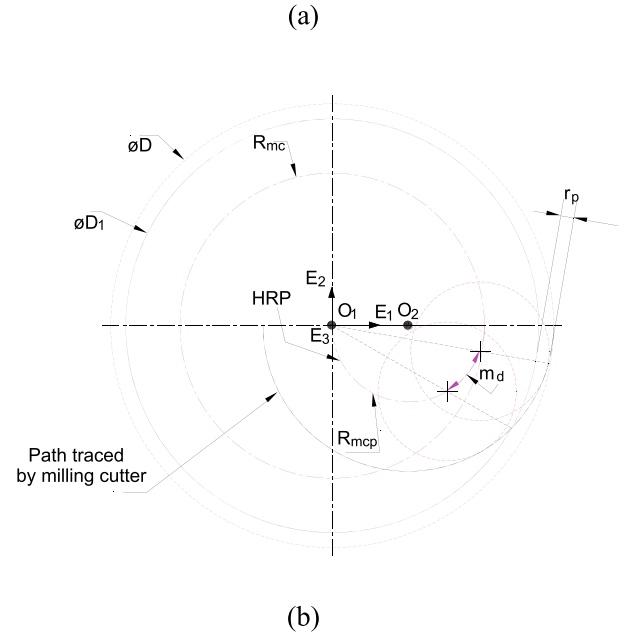 (a)
øD
Rmc
rp
øD1
E2
HRP
O1
E1
O2
E3
md
Rmcp
Path traced
by milling cutter
(b)